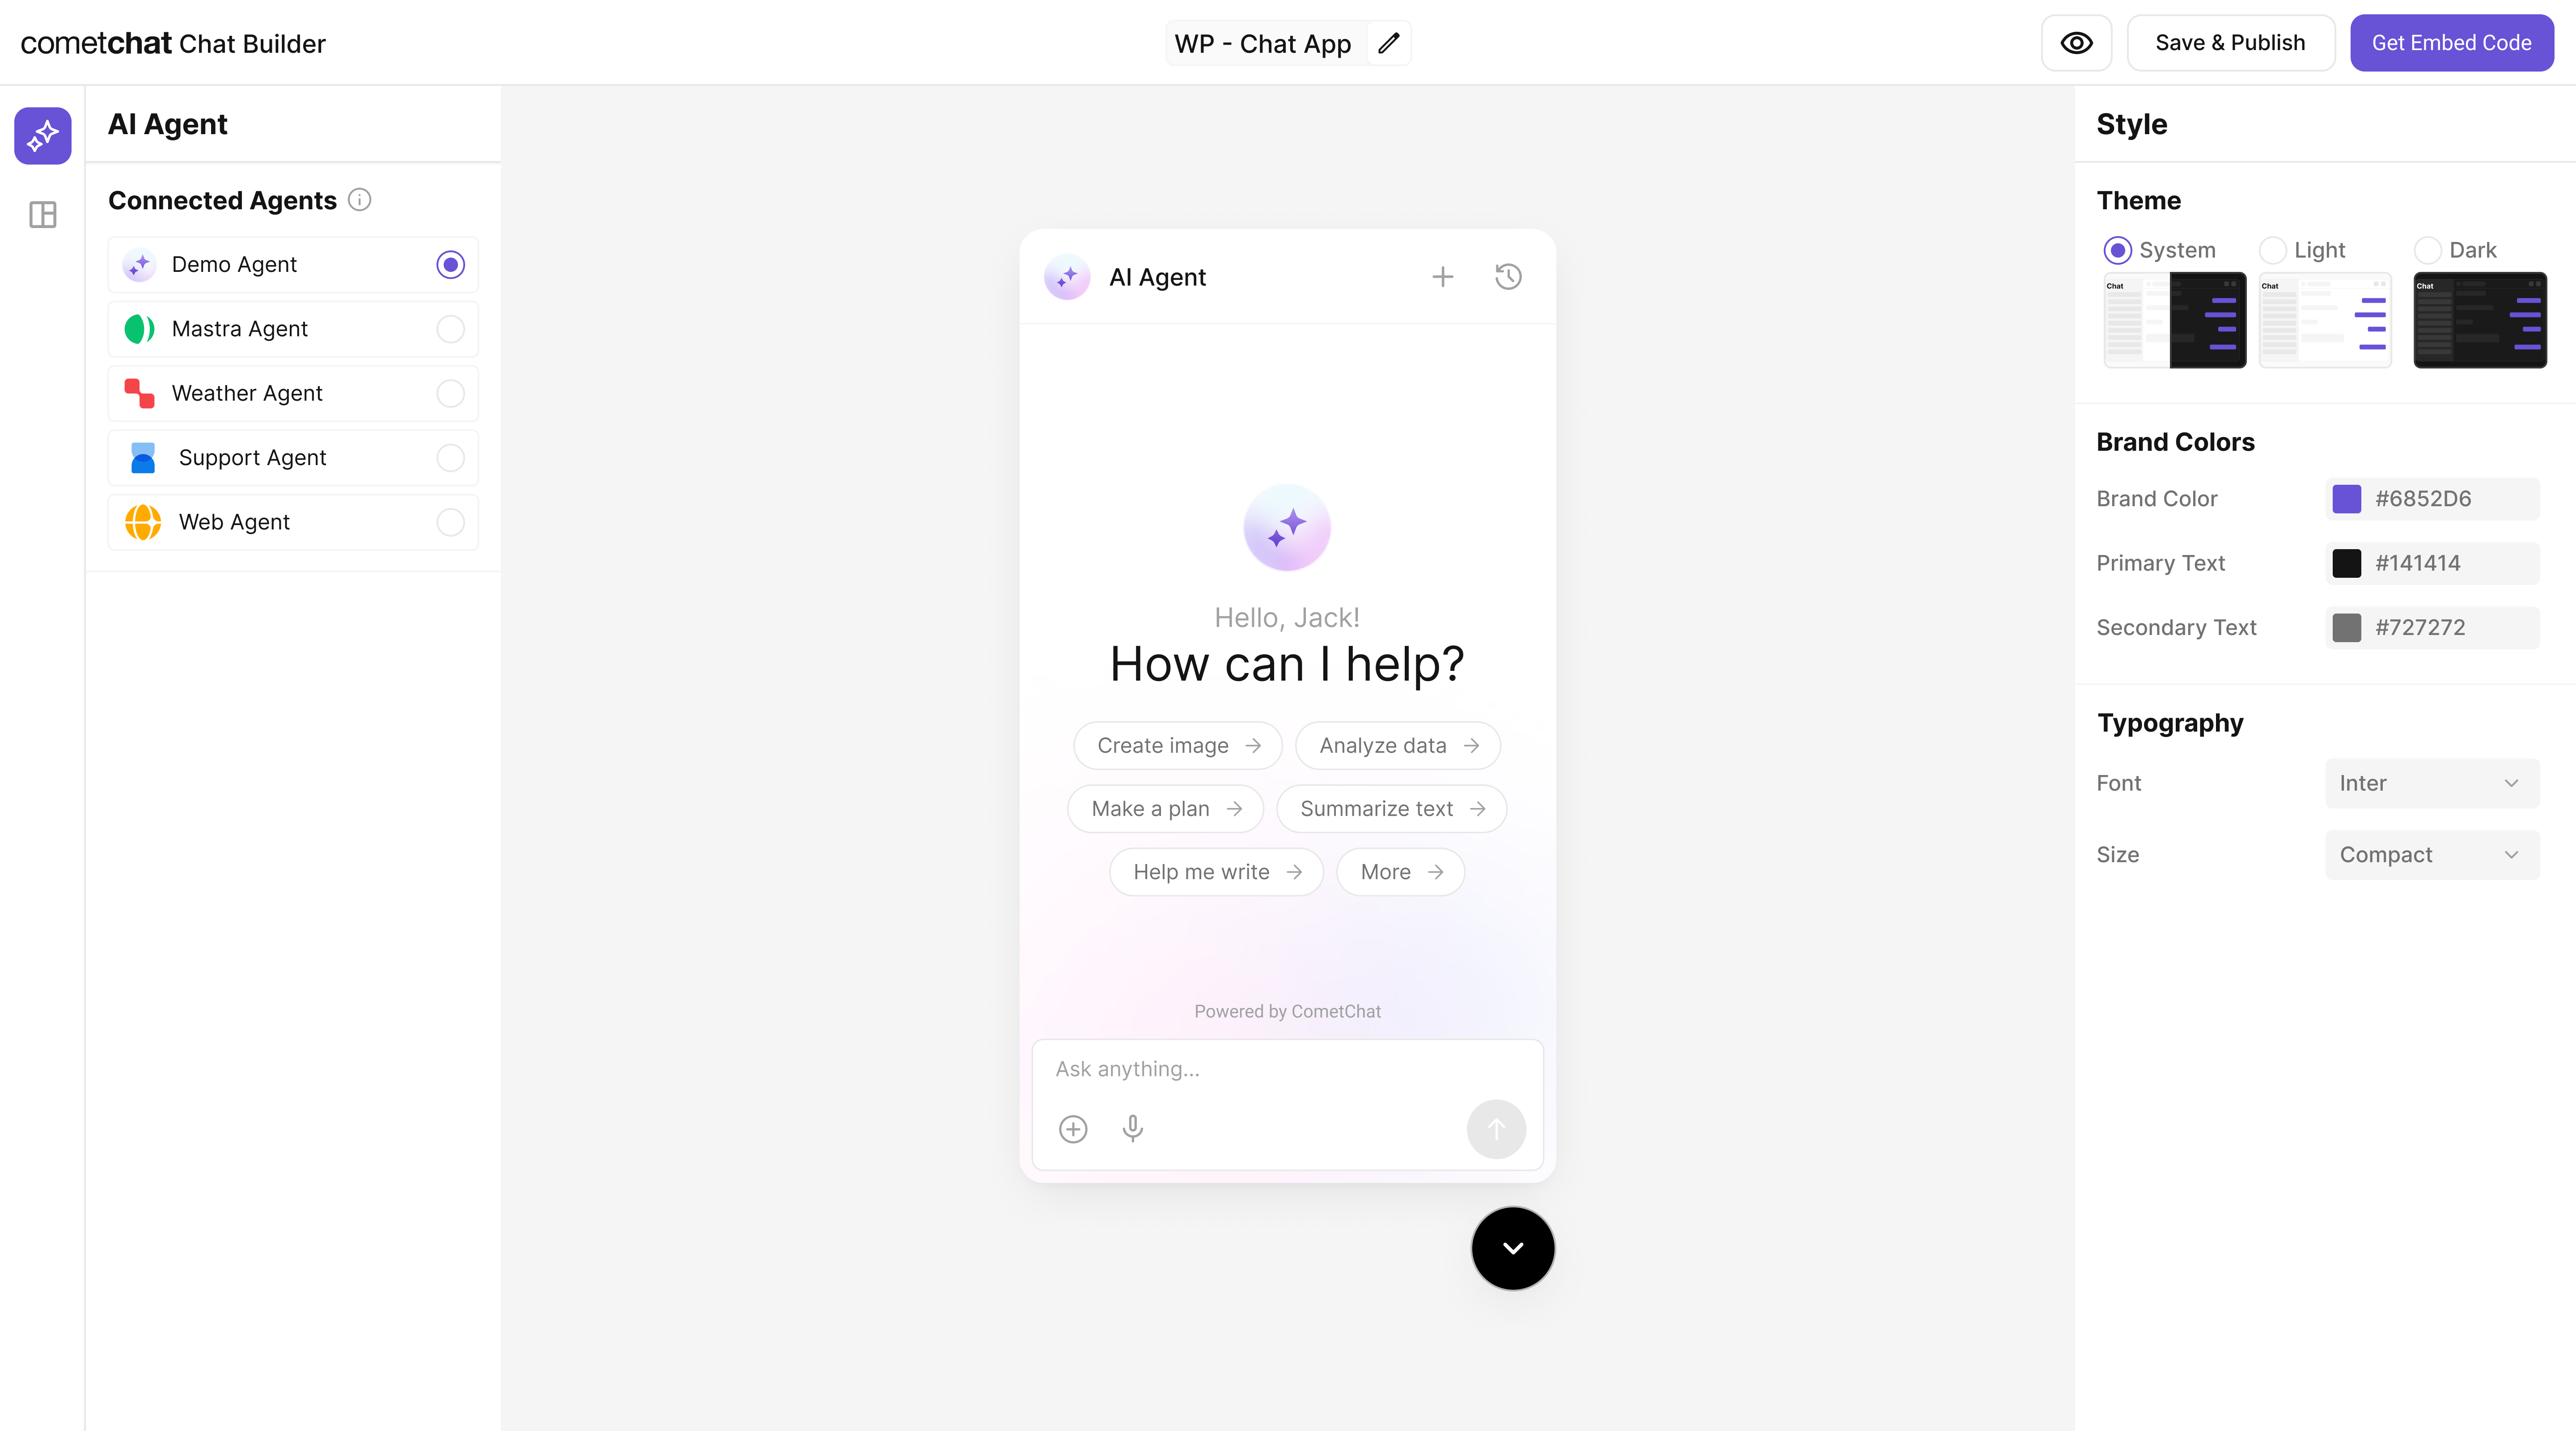 cometchat Chat Builder
WP - Chat App
Save & Publish
Get Embed Code
AI Agent
Connected Agents
Demo Agent
Mastra Agent
Weather Agent
Support Agent
Web Agent
AI Agent
Hello, Jack!
How can I help?
Create image
Analyze data
Make a plan
Summarize text
Help me write
More
Powered by CometChat
Ask anything...
Style
Theme
System
Light
Dark
Chat
Chat
Chat
Brand Colors
Brand Color
#6852D6
Primary Text
#141414
Secondary Text
#727272
Typography
Font
Inter
Size
Compact